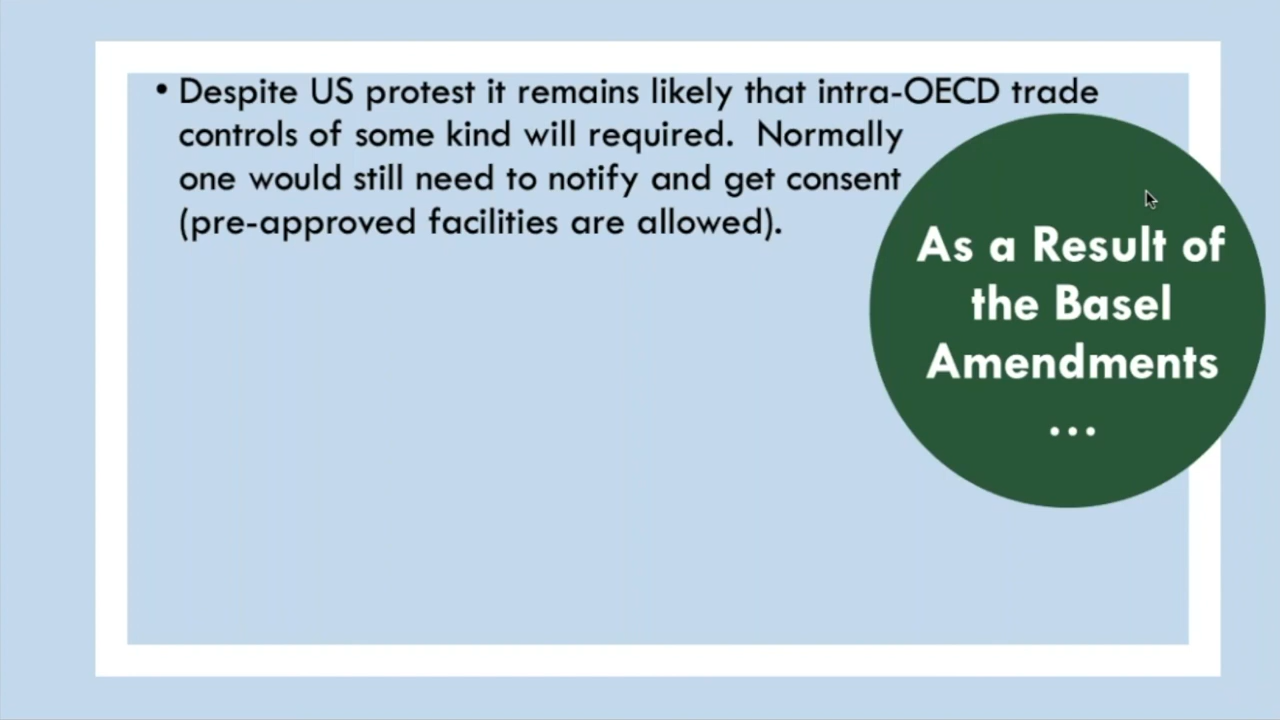 • Despite US protest it remains likely that intra-OECD trade
controls of some kind will required.  Normally
one would still need to notify and get consent
(pre-approved facilities are allowed).
As a Result of
the Basel
Amendments
...